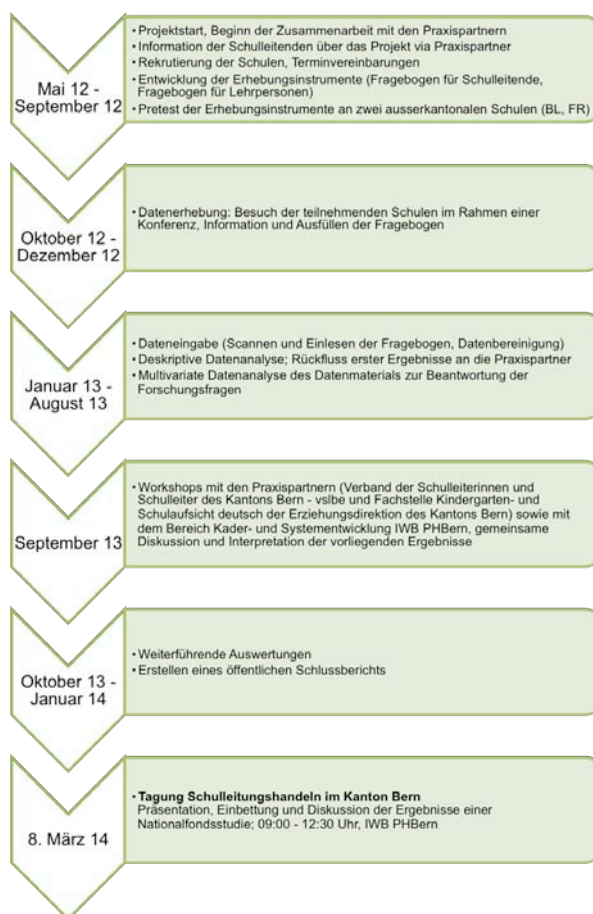 Mai 12 -
September 12
• Projektstart, Beginn der Zusammenarbeit mit den Praxispartnern
• Information der Schulleitenden über das Projekt via Praxispartner
• Rekrutierung der Schulen, Terminvereinbarungen
• Entwicklung der Erhebungsinstrumente (Fragebogen für Schulleitende,
Fragebogen für Lehrpersonen)
• Pretest der Erhebungsinstrumente an zwei ausserkantonalen Schulen (BL, FR)
Oktober 12 -
Dezember 12
• Datenerhebung: Besuch der teilnehmenden Schulen im Rahmen einer
Konferenz, Information und Ausfüllen der Fragebogen
Januar 13 -
August 13
• Dateneingabe (Scannen und Einlesen der Fragebogen, Datenbereinigung)
• Deskriptive Datenanalyse; Rückfluss erster Ergebnisse an die Praxispartner
• Multivariate Datenanalyse des Datenmaterials zur Beantwortung der
Forschungsfragen
September 13
• Workshops mit den Praxispartnern (Verband der Schulleiterinnen und
Schulleiter des Kantons Bern - vslbe und Fachstelle Kindergarten- und
Schulaufsicht deutsch der Erziehungsdirektion des Kantons Bern) sowie mit
dem Bereich Kader- und Systementwicklung IWB PHBern, gemeinsame
Diskussion und Interpretation der vorliegenden Ergebnisse
Oktober 13 -
Januar 14
• Weiterführende Auswertungen
• Erstellen eines öffentlichen Schlussberichts
8. März 14
• Tagung Schulleitungshandeln im Kanton Bern
Präsentation, Einbettung und Diskussion der Ergebnisse einer
Nationalfondsstudie; 09:00 - 12:30 Uhr, IWB PHBern